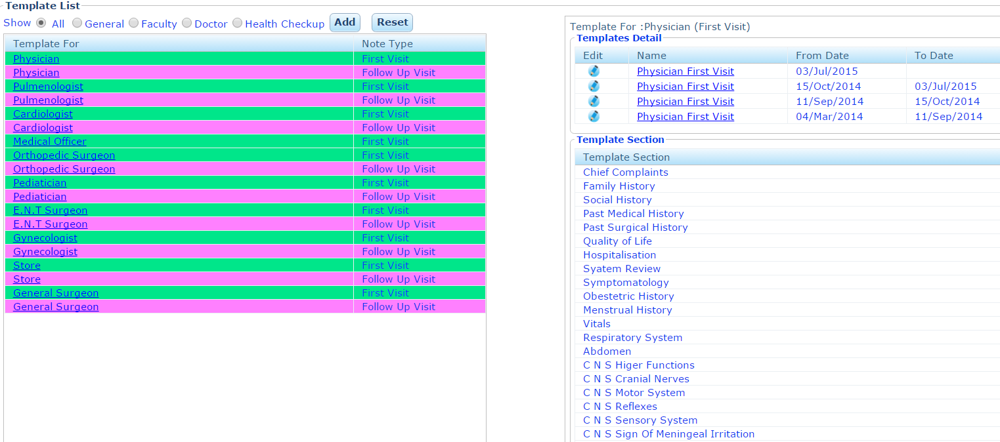 Template List
Show All General Faculty Doctor Health Checkup Add Reset
Template For Note Type
Physician First Visit
Physician Follow Up Visit
Pulmenologist First Visit
Pulmenologist Follow Up Visit
Cardiologist First Visit
Cardiologist Follow Up Visit
Medical Officer First Visit
Orthopedic Surgeon First Visit
Orthopedic Surgeon Follow Up Visit
Pediatician First Visit
Pediatician Follow Up Visit
E.N.T Surgeon First Visit
E.N.T Surgeon Follow Up Visit
Gynecologist First Visit
Gynecologist Follow Up Visit
Store First Visit
Store Follow Up Visit
General Surgeon First Visit
General Surgeon Follow Up Visit
Template For :Physician (First Visit)
Templates Detail
Edit Name From Date To Date
Physician First Visit 03/Jul/2015
Physician First Visit 15/Oct/2014 03/Jul/2015
Physician First Visit 11/Sep/2014 15/Oct/2014
Physician First Visit 04/Mar/2014 11/Sep/2014
Template Section
Template Section
Chief Complaints
Family History
Social History
Past Medical History
Past Surgical History
Quality of Life
Hospitalisation
Syatem Review
Symptomatology
Obestetric History
Menstrual History
Vitals
Respiratory System
Abdomen
C N S Higer Functions
C N S Cranial Nerves
C N S Motor System
C N S Reflexes
C N S Sensory System
C N S Sign Of Meningeal Irritation